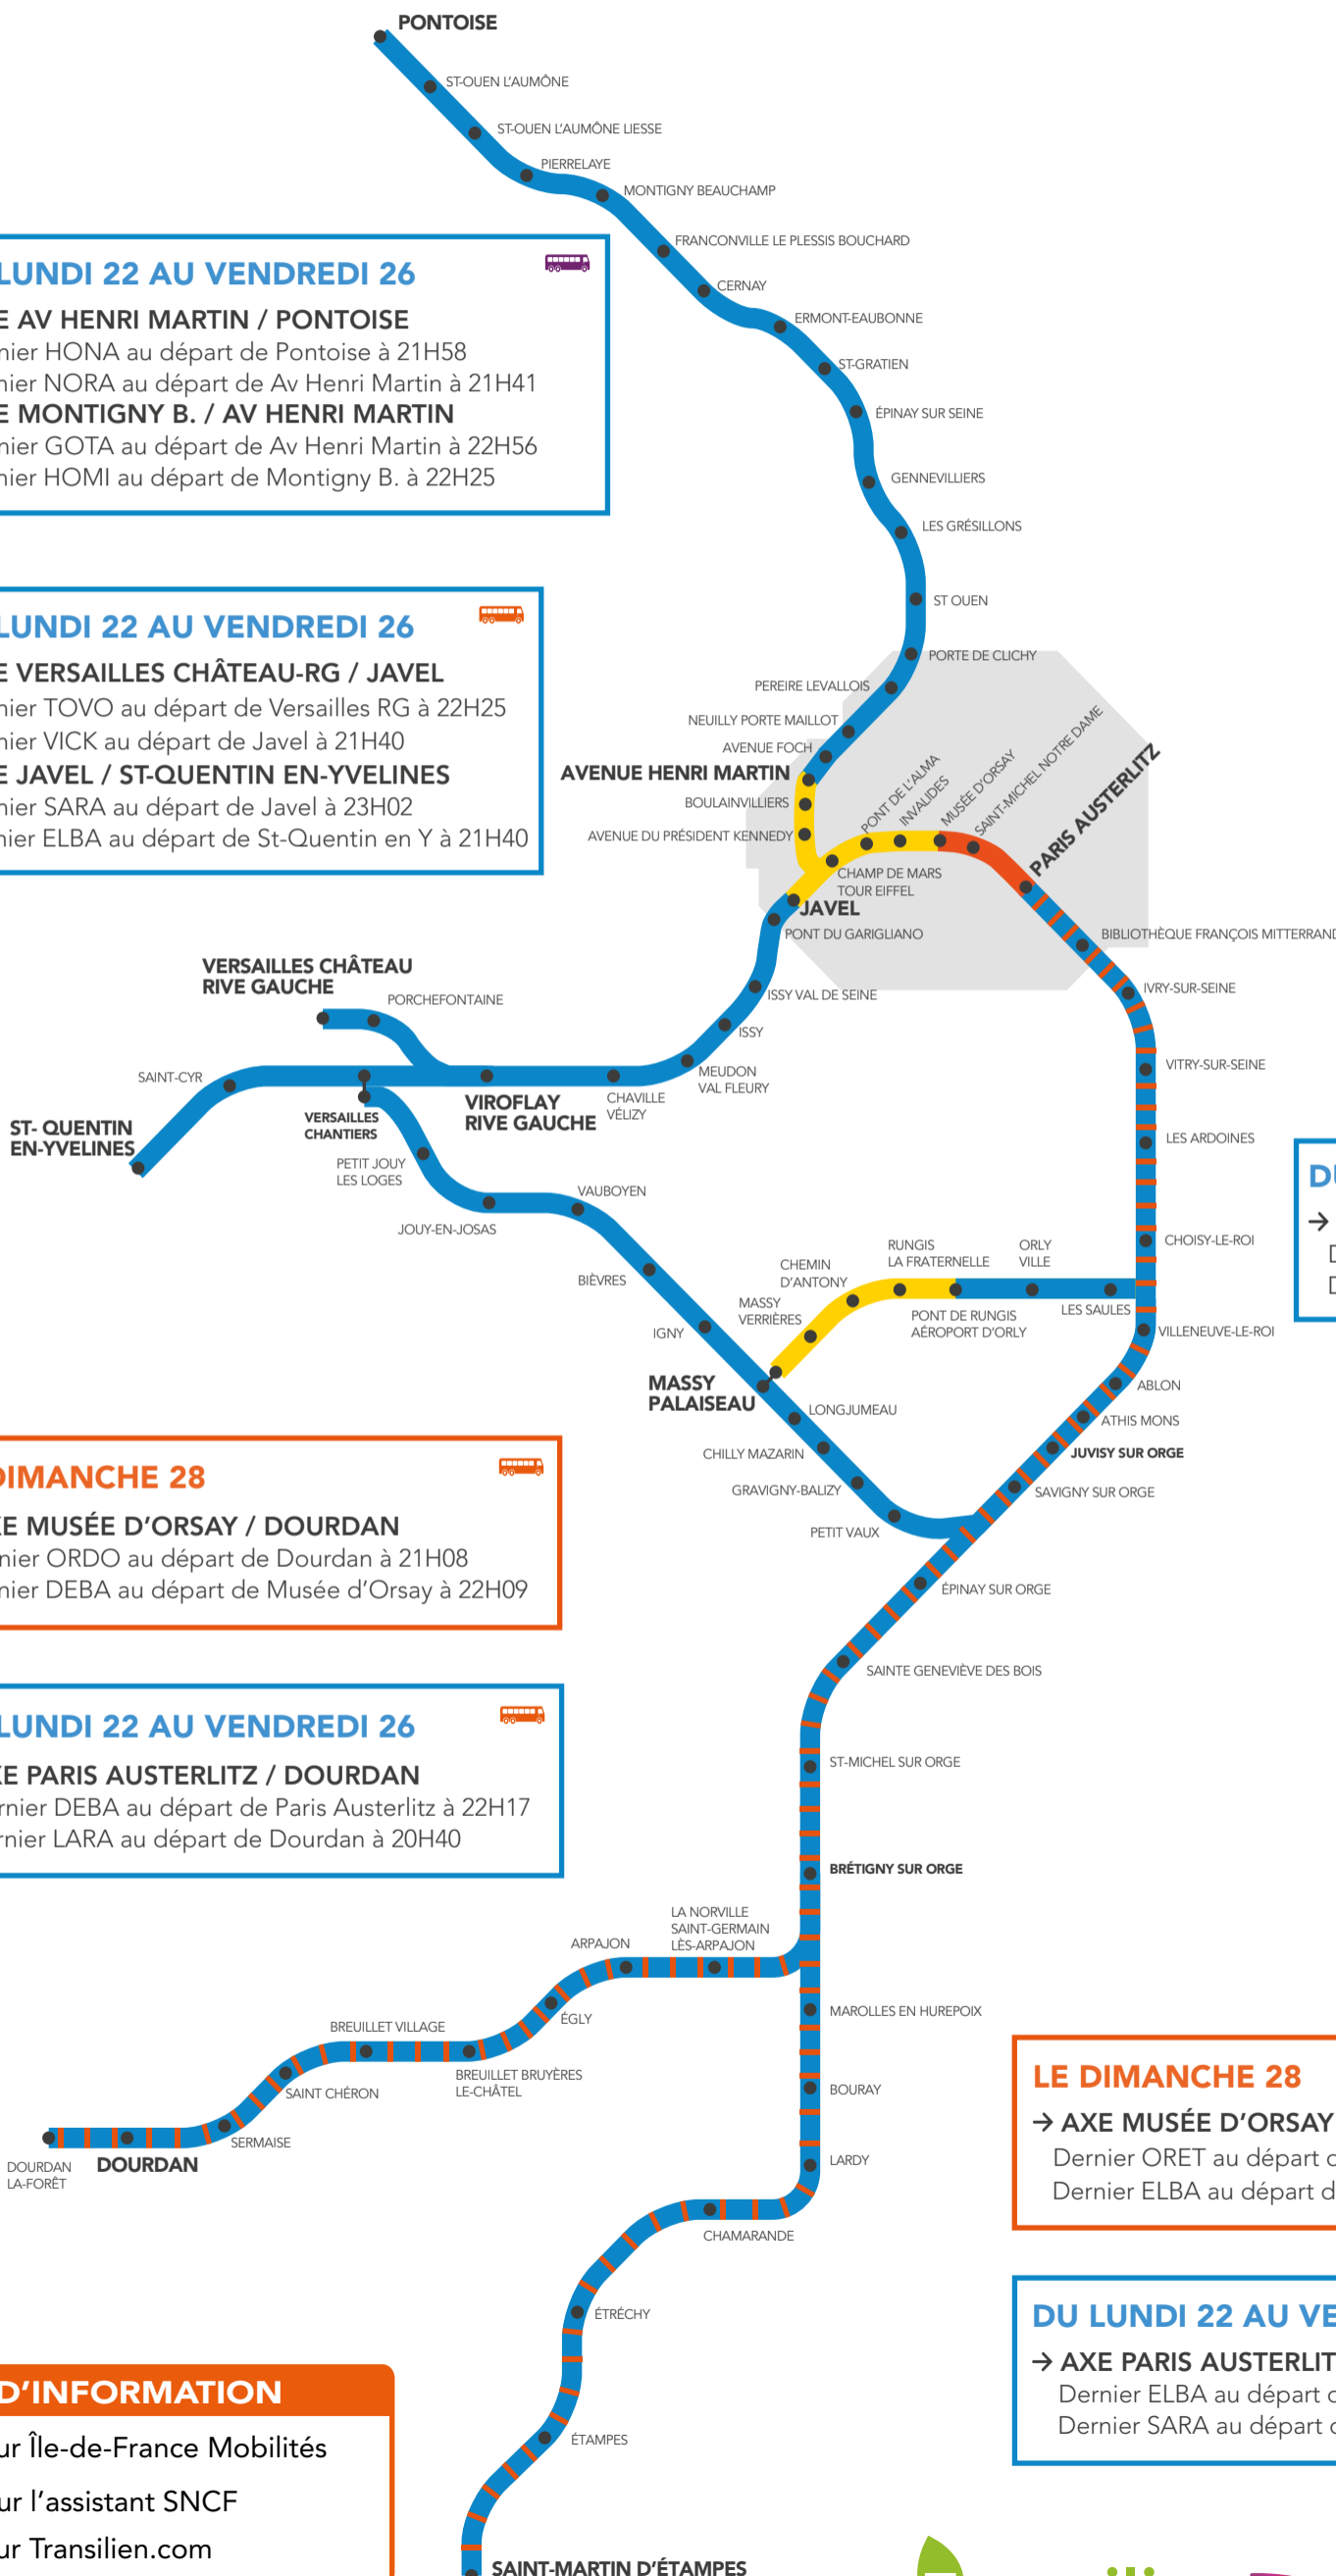 PONTOISE
ST-OUEN L'AUMÔNE
ST-OUEN L'AUMÔNE LIESSE
PIERRELAYE
MONTIGNY BEAUCHAMP
FRANCONVILLE LE PLESSIS BOUCHARD
CERNAY
ERMONT-EAUBONNE
ST-GRATIEN
ÉPINAY SUR SEINE
GENNEVILLIERS
LES GRÉSILLONS
ST OUEN
PORTE DE CLICHY
PEREIRE LEVALLOIS
NEUILLY PORTE MAILLOT
AVENUE FOCH
AVENUE HENRI MARTIN
BOULAINVILLIERS
AVENUE DU PRÉSIDENT KENNEDY
LUNDI 22 AU VENDREDI 26
E AV HENRI MARTIN / PONTOISE
nier HONA au départ de Pontoise à 21H58
nier NORA au départ de Av Henri Martin à 21H41
E MONTIGNY B. / AV HENRI MARTIN
nier GOTA au départ de Av Henri Martin à 22H56
nier HOMI au départ de Montigny B. à 22H25
LUNDI 22 AU VENDREDI 26
E VERSAILLES CHÂTEAU-RG / JAVEL
nier TOVO au départ de Versailles RG à 22H25
nier VICK au départ de Javel à 21H40
E JAVEL / ST-QUENTIN EN-YVELINES
nier SARA au départ de Javel à 23H02
nier ELBA au départ de St-Quentin en Y à 21H40
PONT DE L'ALMA
INVALIDES
MUSÉE D'ORSAY
SAINT-MICHEL NOTRE DAME
PARIS AUSTERLITZ
CHAMP DE MARS
TOUR EIFFEL
JAVEL
PONT DU GARIGLIANO
BIBLIOTHÈQUE FRANÇOIS MITTERRAND
ISSY VAL DE SEINE
IVRY-SUR-SEINE
ISSY
VERSAILLES CHÂTEAU
RIVE GAUCHE
PORCHEFONTAINE
MEUDON
VAL FLEURY
VITRY-SUR-SEINE
SAINT-CYR
CHAVILLE
VÉLIZY
VIROFLAY
RIVE GAUCHE
VERSAILLES
CHANTIERS
ST- QUENTIN
EN-YVELINES
LES ARDOINES
PETIT JOUY
LES LOGES
VAUBOYEN
JOUY-EN-JOSAS
CHOISY-LE-ROI
BIÈVRES
RUNGIS
LA FRATERNELLE
ORLY
VILLE
CHEMIN
D'ANTONY
MASSY
VERRIÈRES
PONT DE RUNGIS
AÉROPORT D'ORLY
LES SAULES
IGNY
VILLENEUVE-LE-ROI
MASSY
PALAISEAU
ABLON
LONGJUMEAU
ATHIS MONS
CHILLY MAZARIN
JUVISY SUR ORGE
GRAVIGNY-BALIZY
SAVIGNY SUR ORGE
PETIT VAUX
ÉPINAY SUR ORGE
SAINTE GENEVIÈVE DES BOIS
DIMANCHE 28
E MUSÉE D'ORSAY / DOURDAN
nier ORDO au départ de Dourdan à 21H08
nier DEBA au départ de Musée d'Orsay à 22H09
LUNDI 22 AU VENDREDI 26
E PARIS AUSTERLITZ / DOURDAN
rnier DEBA au départ de Paris Austerlitz à 22H17
rnier LARA au départ de Dourdan à 20H40
ST-MICHEL SUR ORGE
BRÉTIGNY SUR ORGE
LA NORVILLE
SAINT-GERMAIN
LÈS-ARPAJON
ARPAJON
ÉGLY
MAROLLES EN HUREPOIX
BREUILLET VILLAGE
BREUILLET BRUYÈRES
LE-CHÂTEL
BOURAY
SAINT CHÉRON
SERMAISE
DOURDAN
DOURDAN
LA-FORÊT
LARDY
CHAMARANDE
ÉTRÉCHY
ÉTAMPES
SAINT-MARTIN D'ÉTAMPES
LE DIMANCHE 28
→ AXE MUSÉE D'ORSAY
Dernier ORET au départ
Dernier ELBA au départ
DU LUNDI 22 AU VE
→ AXE PARIS AUSTERLIT
Dernier ELBA au départ
Dernier SARA au départ
D'INFORMATION
ur Île-de-France Mobilités
ur l'assistant SNCF
ur Transilien.com